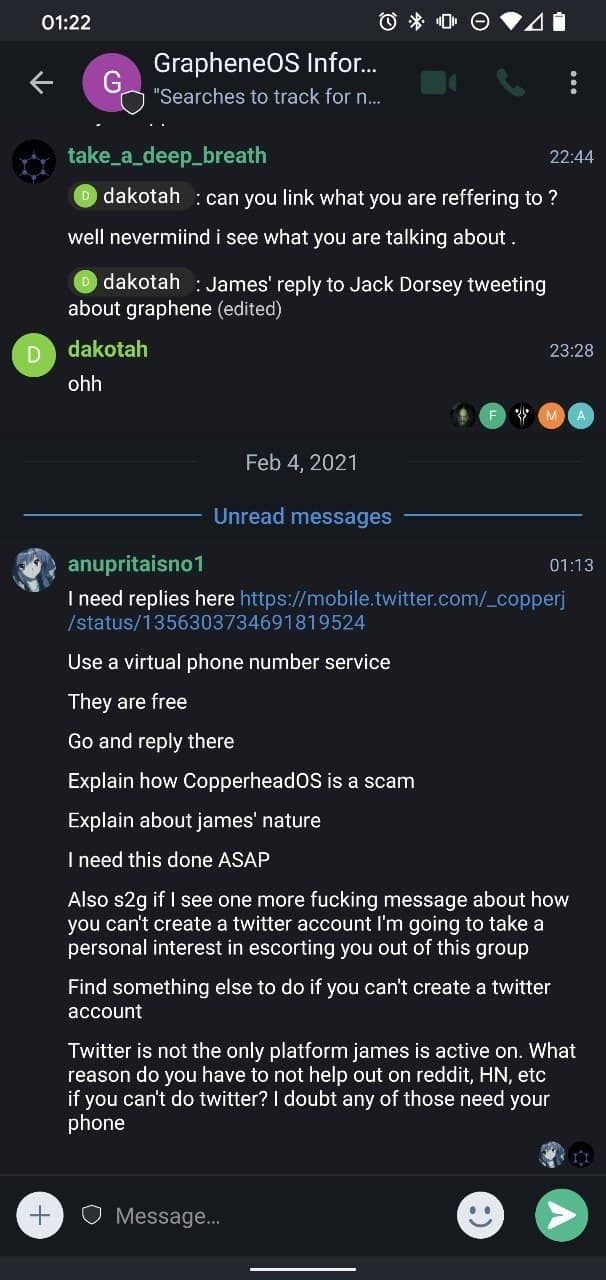 01:22
GrapheneOS Infor...
"Searches to track for n...
G
take_a_deep_breath 22:44
D dakotah : can you link what you are reffering to ?
well nevermiind i see what you are talking about .
D dakotah : James' reply to Jack Dorsey tweeting
about graphene (edited)
D dakotah 23:28
ohh
F M A
Feb 4, 2021
Unread messages
anupritaisno1 01:13
I need replies here https://mobile.twitter.com/_copperj
/status/1356303734691819524
Use a virtual phone number service
They are free
Go and reply there
Explain how CopperheadOS is a scam
Explain about james' nature
I need this done ASAP
Also s2g if I see one more fucking message about how
you can't create a twitter account I'm going to take a
personal interest in escorting you out of this group
Find something else to do if you can't create a twitter
account
Twitter is not the only platform james is active on. What
reason do you have to not help out on reddit, HN, etc
if you can't do twitter? I doubt any of those need your
phone
Message...